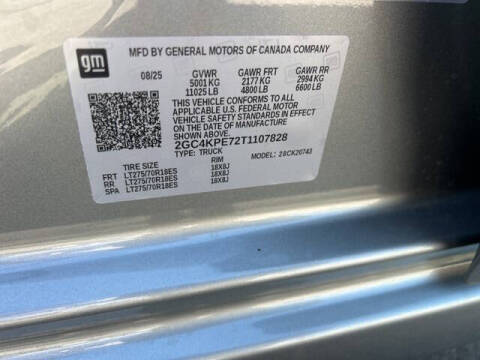 gm
MFD BY GENERAL MOTORS OF CANADA COMPANY
08/25 GVWR GAWR FRT GAWR RR
5001 KG 2177 KG 2994 KG
11025 LB 4800 LB 6600 LB
THIS VEHICLE CONFORMS TO ALL
APPLICABLE U.S. FEDERAL MOTOR
VEHICLE SAFETY STANDARDS IN EFFECT
ON THE DATE OF MANUFACTURE
2GC4KPE72T1107828
TYPE: TRUCK MODEL: 2 8CK20743
TIRE SIZE RIM
FRT LT275/70R18ES 18X8J
RR LT275/70R18ES 18X8J
SPA LT275/70R18ES 18X8J